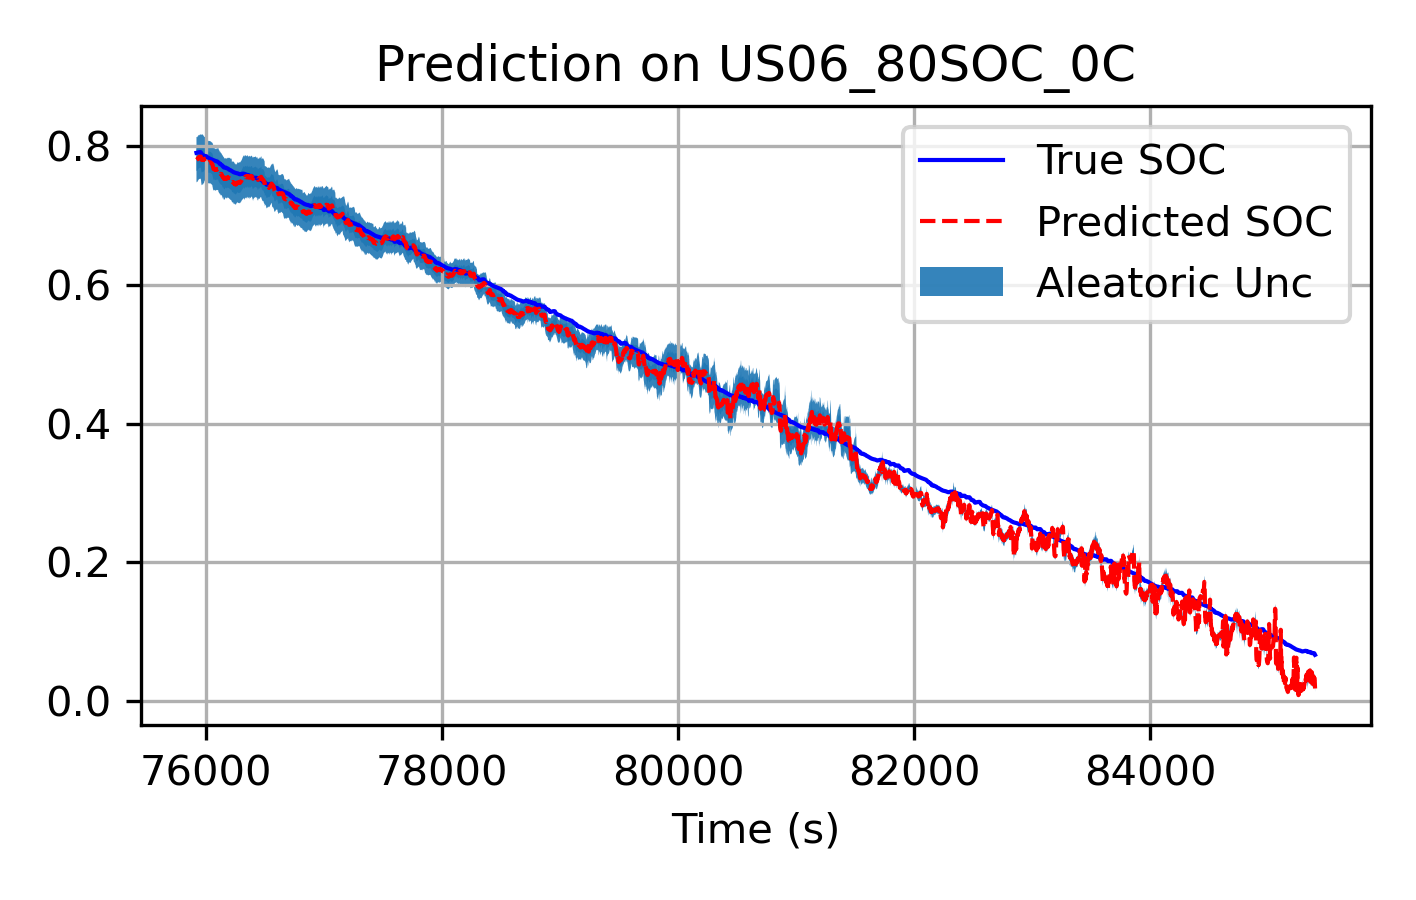 Prediction on US06_80SOC_0C
True SOC
Predicted SOC
Aleatoric Unc
0.8
0.6
0.4
0.2
0.0
76000 78000 80000 82000 84000
Time (s)